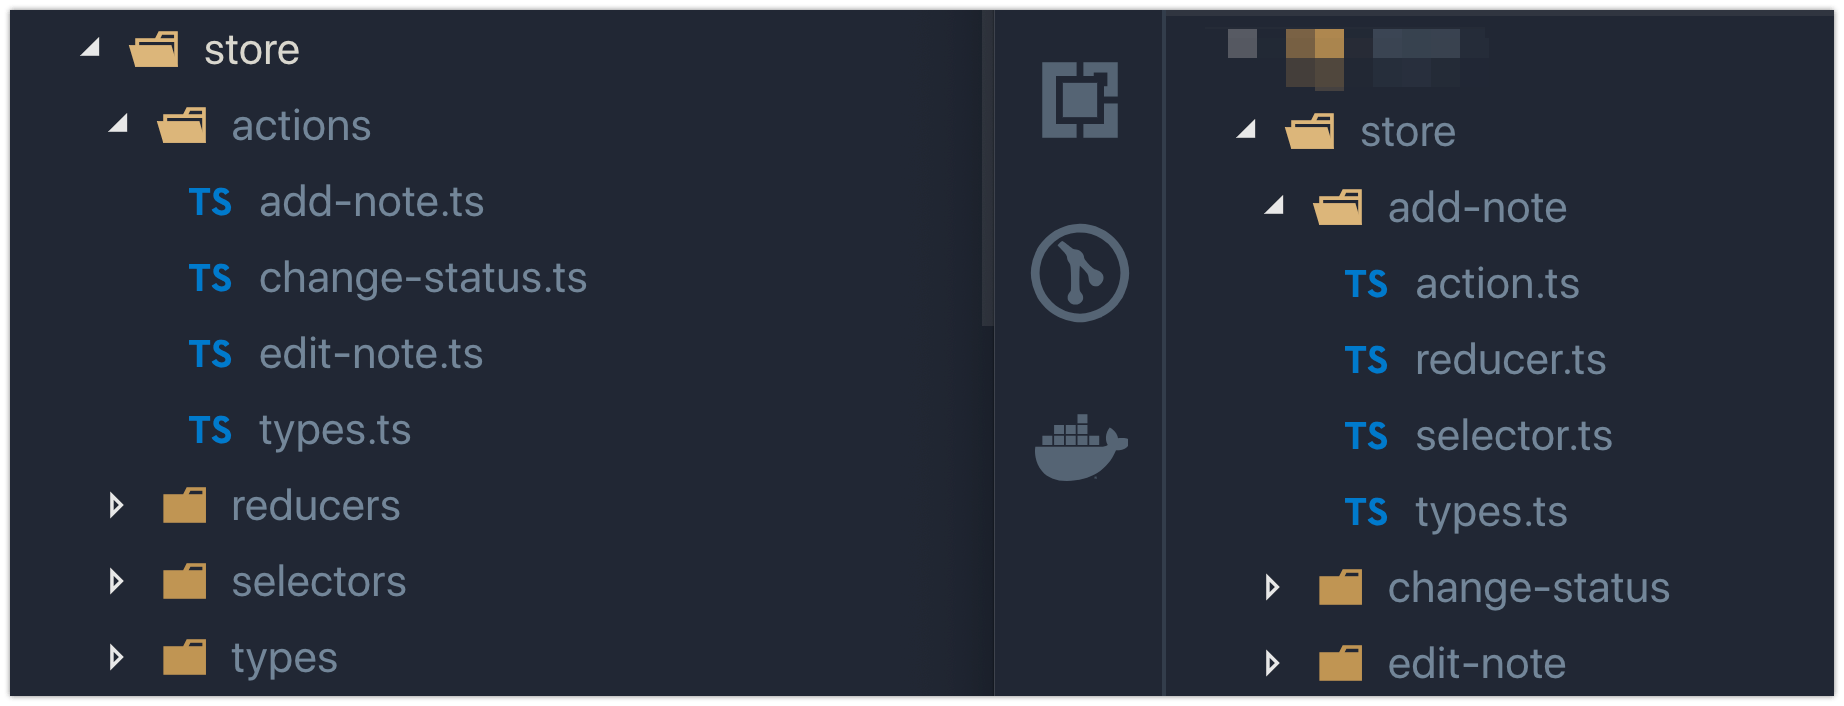 store
actions
TS add-note.ts
TS change-status.ts
TS edit-note.ts
TS types.ts
reducers
selectors
types
store
add-note
TS action.ts
TS reducer.ts
TS selector.ts
TS types.ts
change-status
edit-note